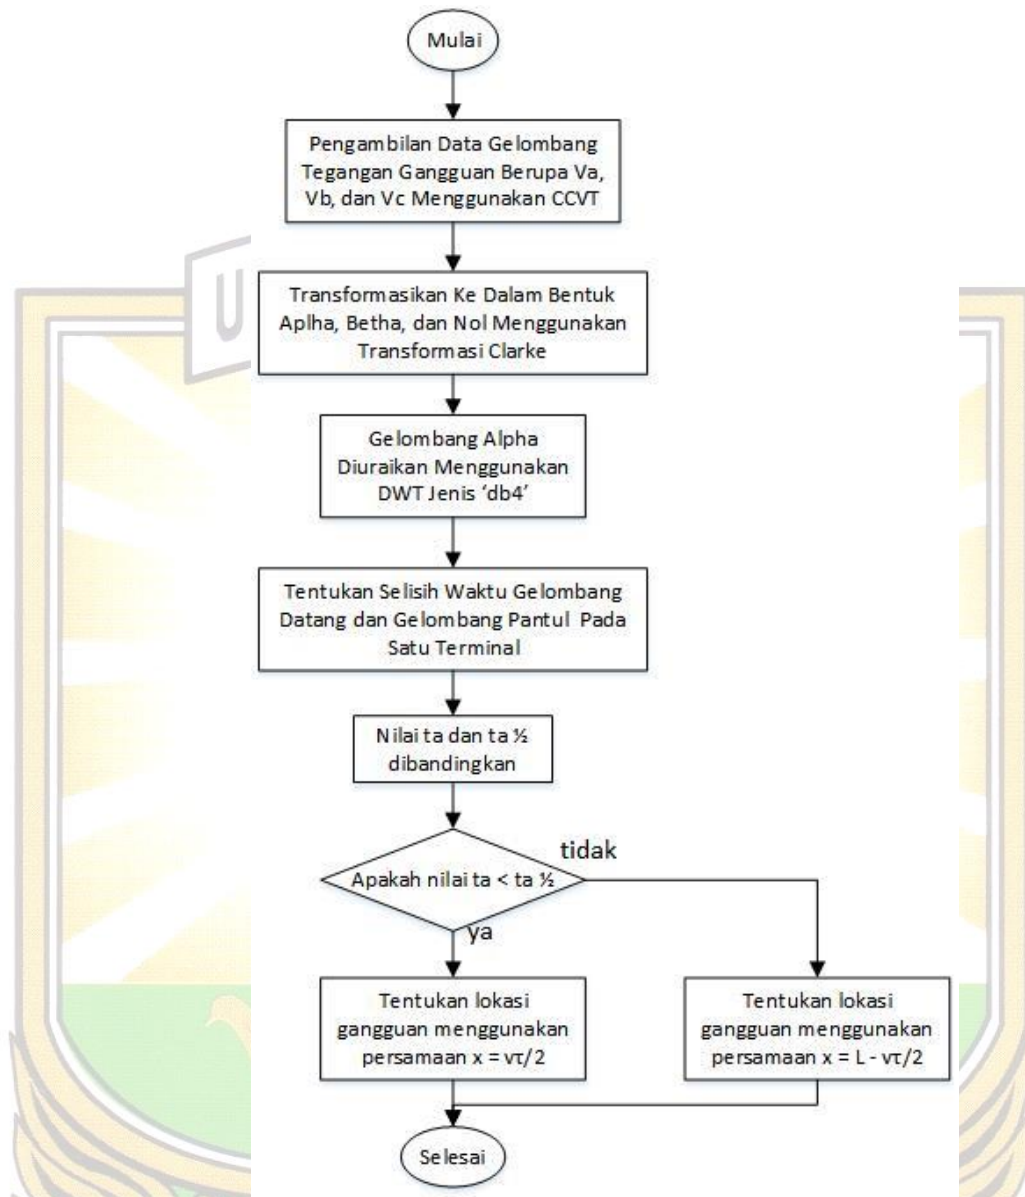 U
Mulai
Pengambilan Data Gelombang
Tegangan Gangguan Berupa Va,
Vb, dan Vc Menggunakan CCVT
Transformasikan Ke Dalam Bentuk
Aplha, Betha, dan Nol Menggunakan
Transformasi Clarke
Gelombang Alpha
Diuraikan Menggunakan
DWT Jenis ‘db4’
Tentukan Selisih Waktu Gelombang
Datang dan Gelombang Pantul Pada
Satu Terminal
Nilai ta dan ta ½
dibandingkan
Apakah nilai ta < ta ½
tidak
ya
Tentukan lokasi
gangguan menggunakan
persamaan x = vτ/2
Tentukan lokasi
gangguan menggunakan
persamaan x = L - vτ/2
Selesai